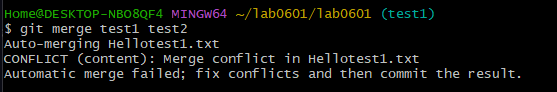 Home@DESKTOP-NBO8QF4 MINGW64 ~/lab0601/lab0601 (test1)
$ git merge test1 test2
Auto-merging Hellotest1.txt
CONFLICT (content): Merge conflict in Hellotest1.txt
Automatic merge failed; fix conflicts and then commit the result.